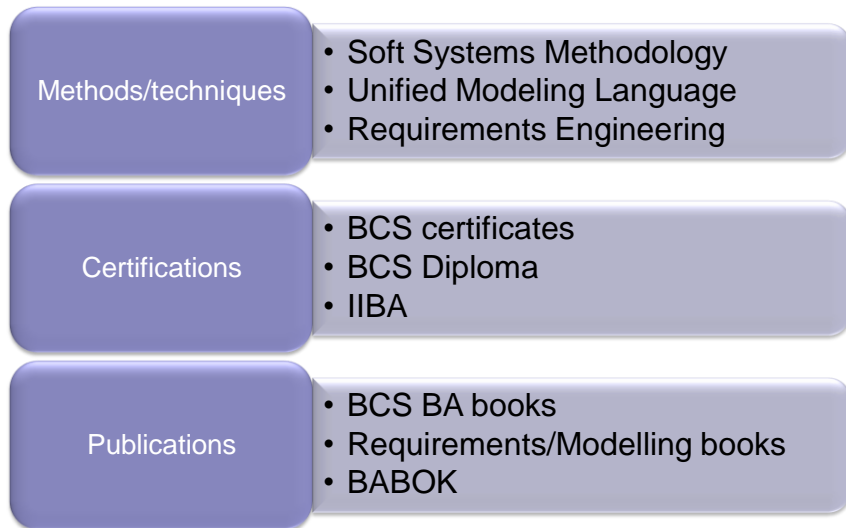 Methods/techniques
• Soft Systems Methodology
• Unified Modeling Language
• Requirements Engineering
Certifications
• BCS certificates
• BCS Diploma
• IIBA
Publications
• BCS BA books
• Requirements/Modelling books
• BABOK